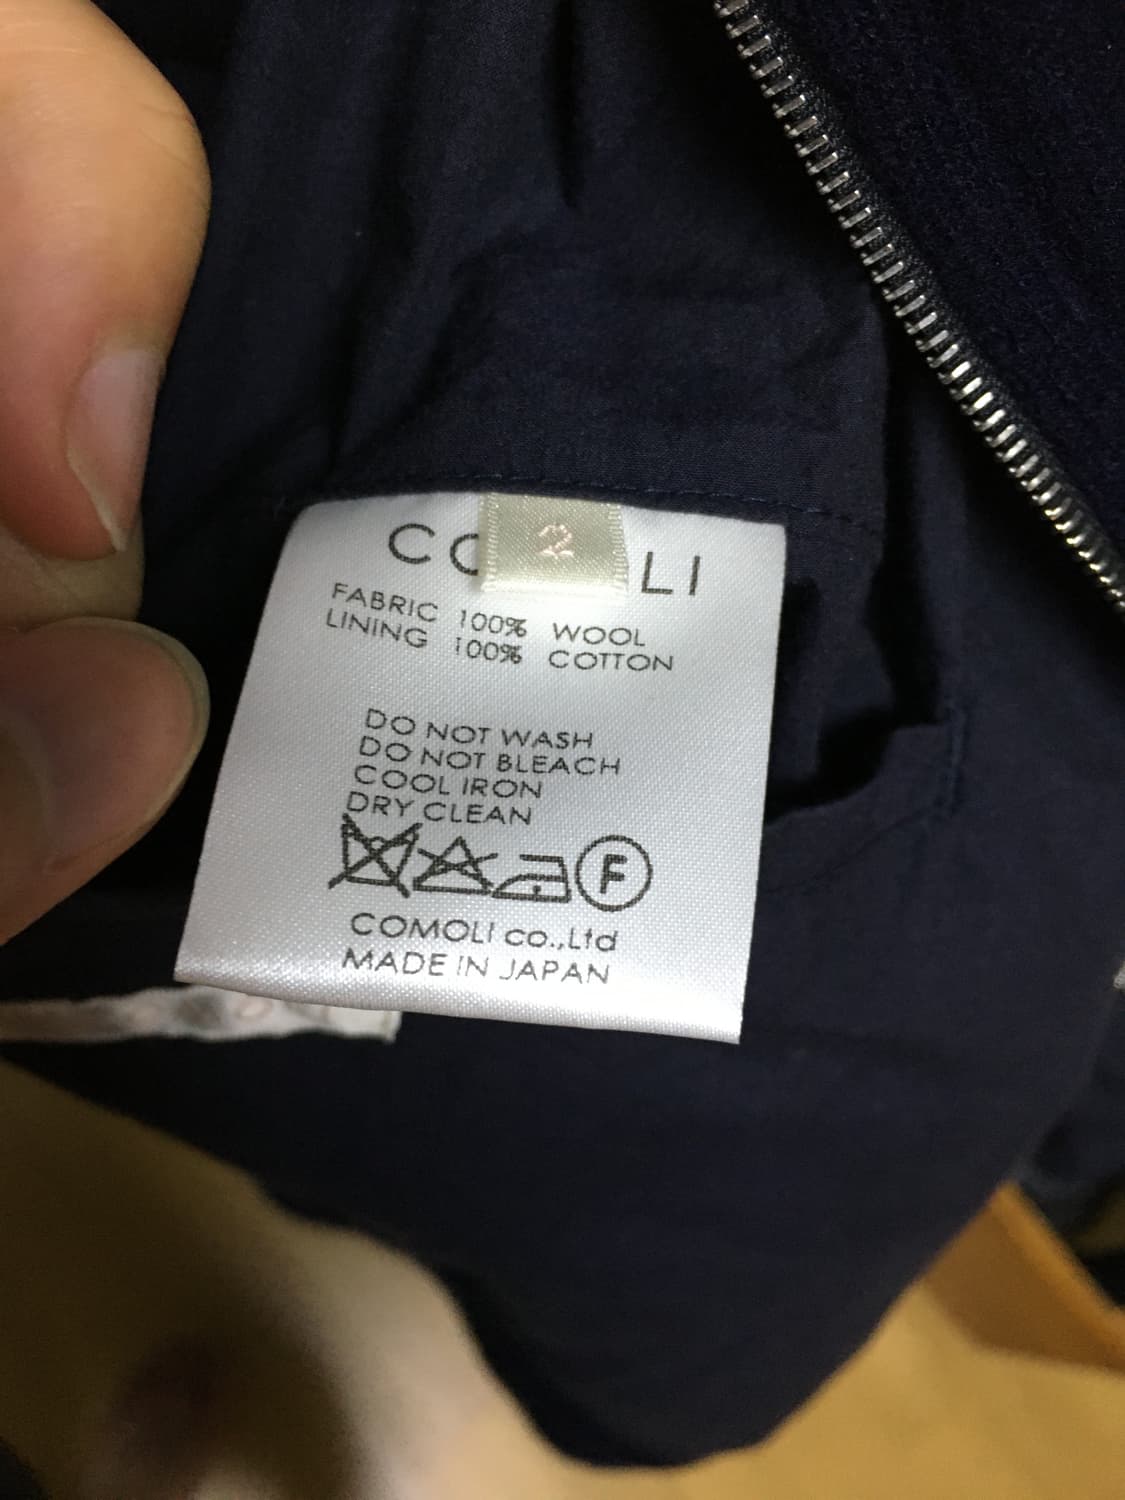 CO LI
2
FABRIC 100% WOOL
LINING 100% COTTON
DO NOT WASH
DO NOT BLEACH
COOL IRON
DRY CLEAN
F
COMOLI co.,Ltd
MADE IN JAPAN